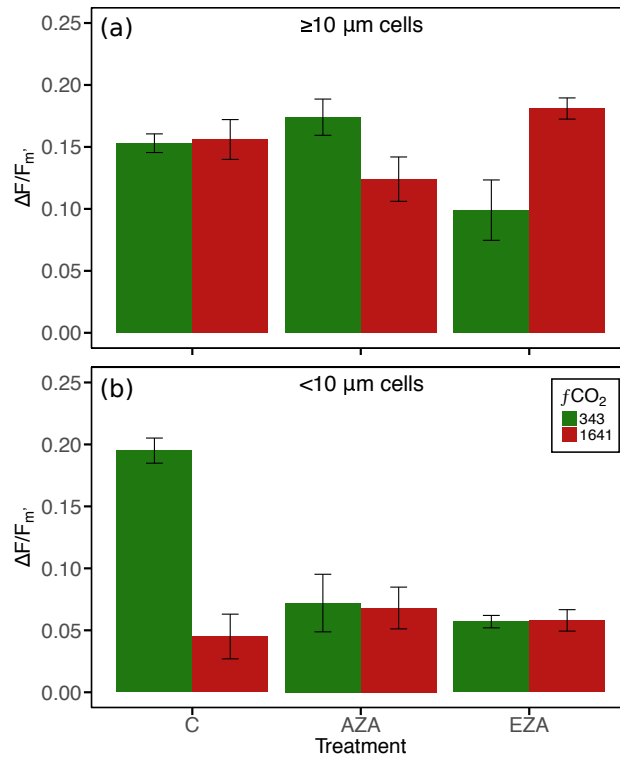 (a)
≥10 µm cells
0.25
0.20
0.15
0.10
0.05
0.00
ΔF/Fm'
(b)
<10 µm cells
0.25
0.20
0.15
0.10
0.05
0.00
ΔF/Fm'
fCO₂
343
1641
C AZA EZA
Treatment